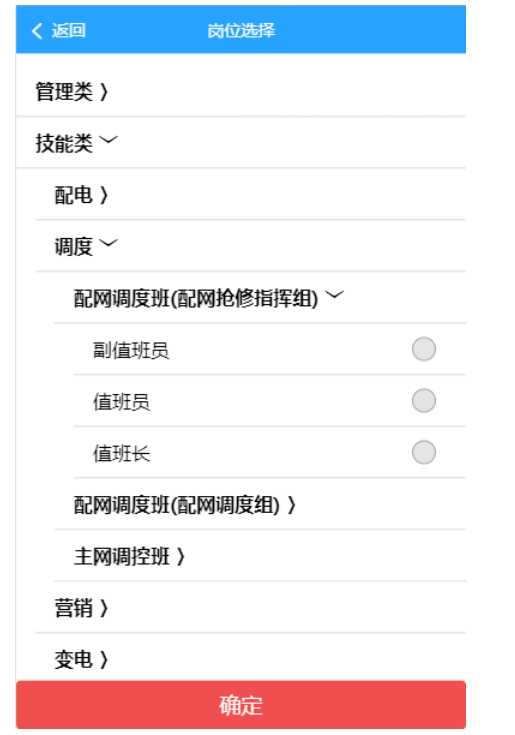 返回 岗位选择
管理类
技能类
配电
调度
配网调度班(配网抢修指挥组)
副值班员
值班员
值班长
配网调度班(配网调度组)
主网调控班
营销
变电
确定